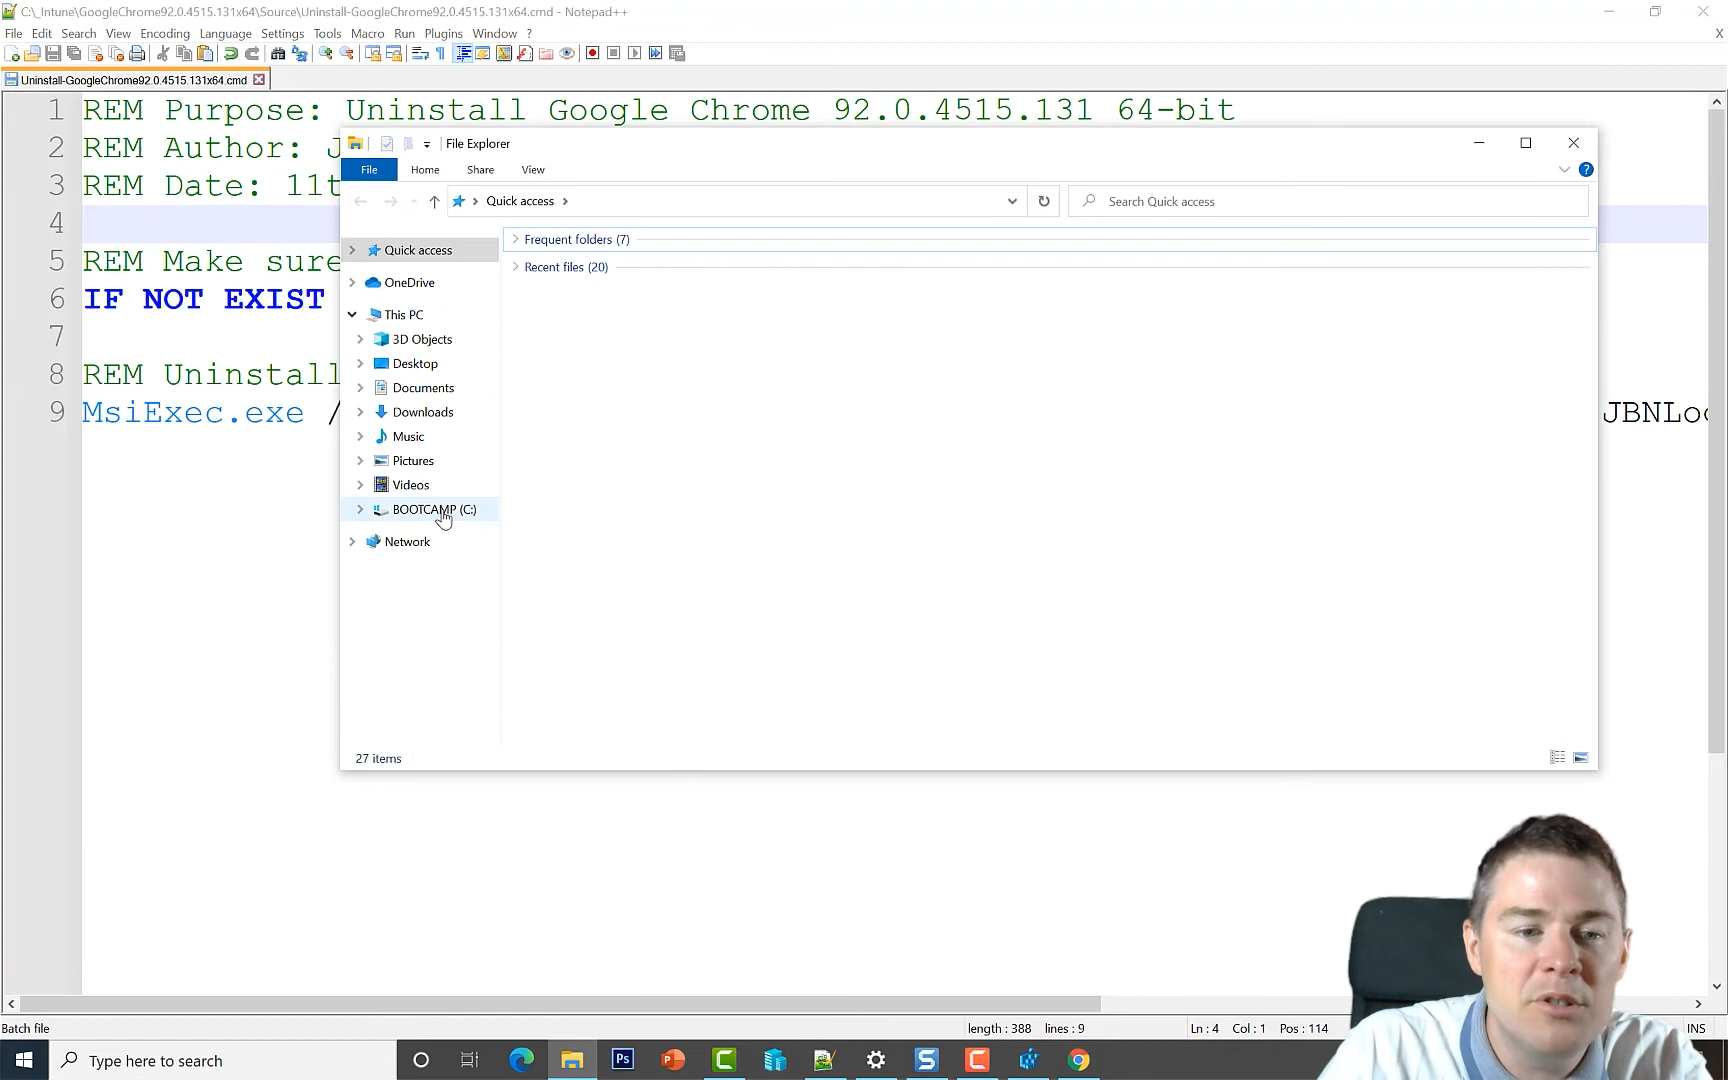 C:\_Intune\GoogleChrome92.0.4515.131x64\Source\Uninstall-GoogleChrome92.0.4515.131x64.cmd - Notepad++
File Edit Search View Encoding Language Settings Tools Macro Run Plugins Window ? X
Uninstall-GoogleChrome92.0.4515.131x64.cmd
1 REM Purpose: Uninstall Google Chrome 92.0.4515.131 64-bit
2 REM Author: J
3 REM Date: 11t
4
5 REM Make sure
6 IF NOT EXIST
7
8 REM Uninstall
9 MsiExec.exe / JBNLoc
File Explorer
File Home Share View
Quick access
Search Quick access
Quick access
OneDrive
This PC
3D Objects
Desktop
Documents
Downloads
Music
Pictures
Videos
BOOTCAMP (C:)
Network
Frequent folders (7)
Recent files (20)
27 items
Batch file length : 388 lines : 9 Ln : 4 Col : 1 Pos : 114 INS
Type here to search
Ps